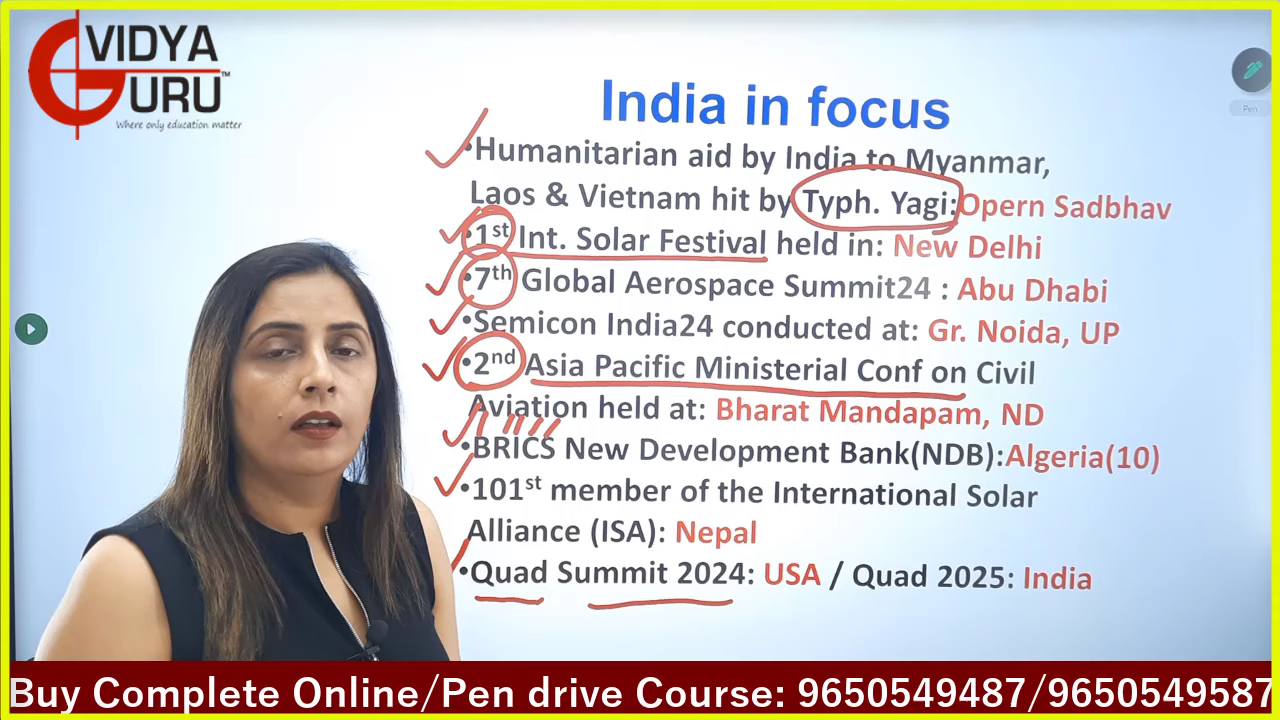 VIDYA
GURU™
Where only education matter
Pen
India in focus
•Humanitarian aid by India to Myanmar,
Laos & Vietnam hit by Typh. Yagi:Opern Sadbhav
•1st Int. Solar Festival held in: New Delhi
•7th Global Aerospace Summit24 : Abu Dhabi
•Semicon India24 conducted at: Gr. Noida, UP
•2nd Asia Pacific Ministerial Conf on Civil
Aviation held at: Bharat Mandapam, ND
•BRICS New Development Bank(NDB):Algeria(10)
•101st member of the International Solar
Alliance (ISA): Nepal
•Quad Summit 2024: USA / Quad 2025: India
Buy Complete Online/Pen drive Course: 9650549487/9650549587